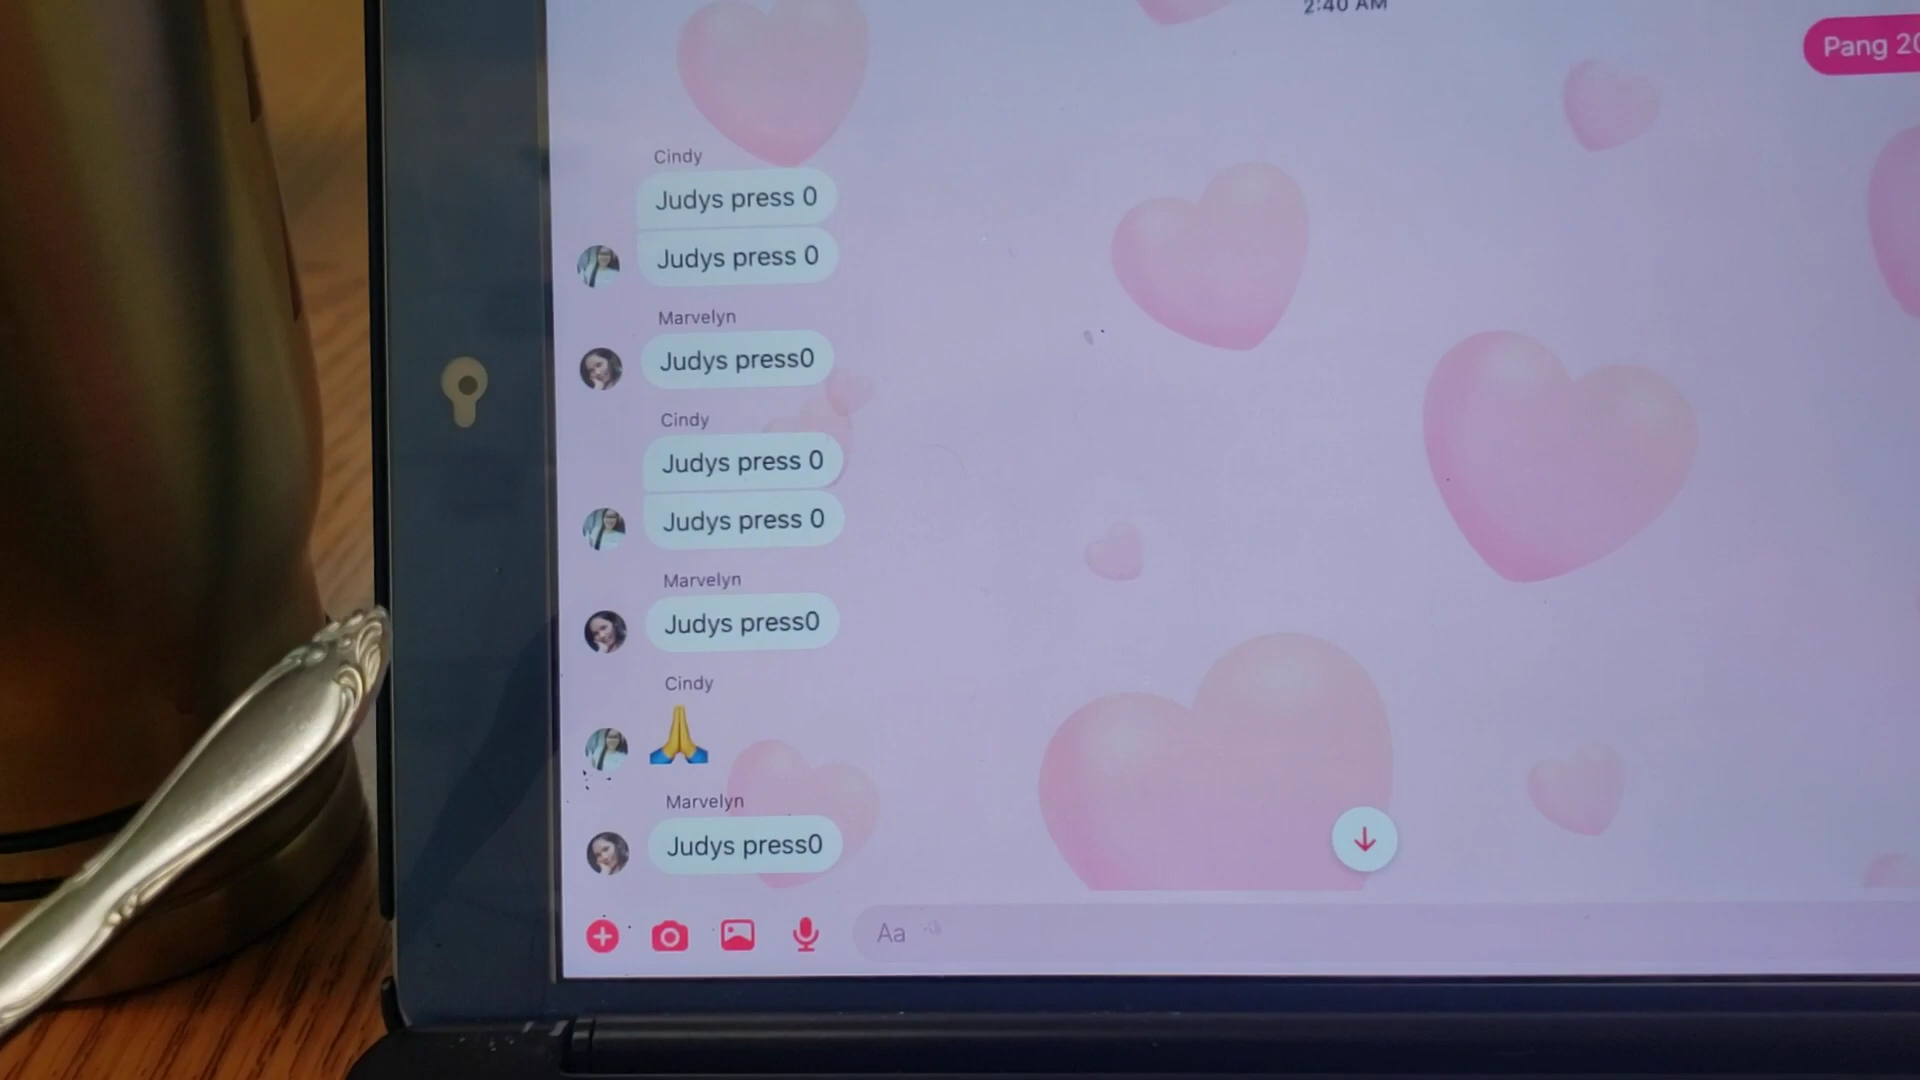 2:40 AM
Pang 20
Cindy
Judys press 0
Judys press 0
Marvelyn
Judys press0
Cindy
Judys press 0
Judys press 0
Marvelyn
Judys press0
Cindy
Marvelyn
Judys press0
Aa